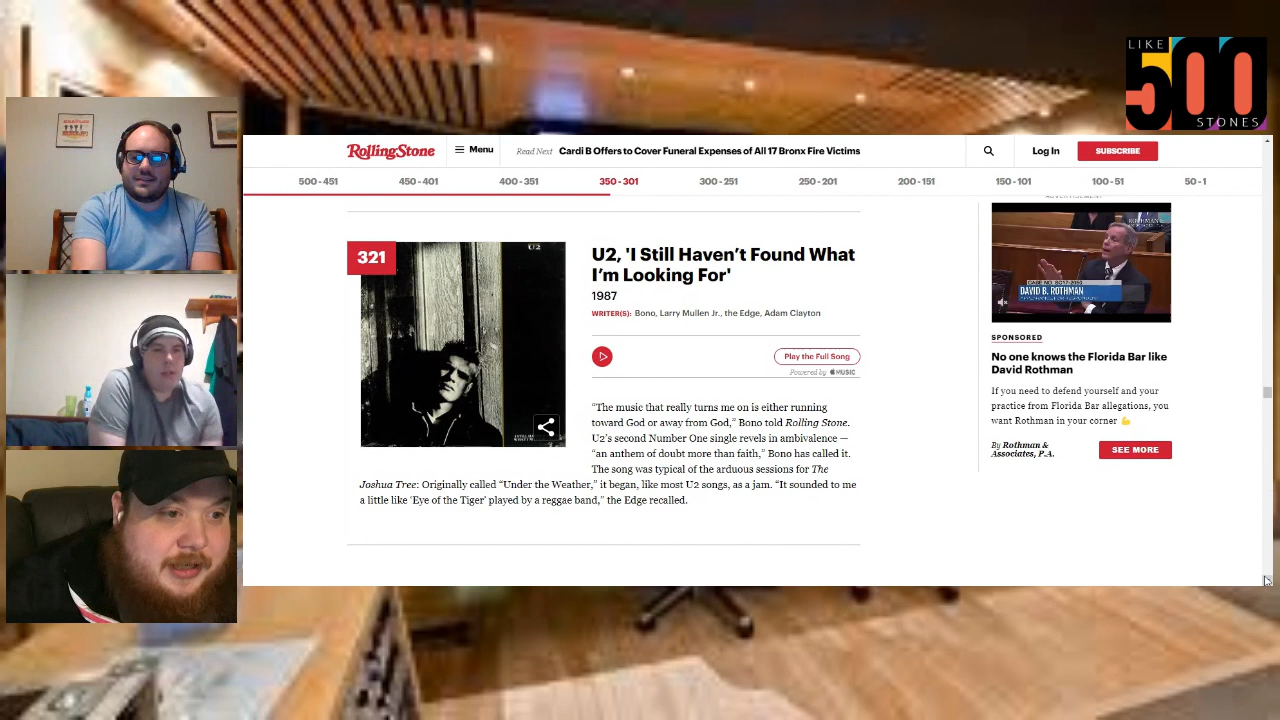 LIKE
500
STONES
RollingStone
Menu
Read Next Cardi B Offers to Cover Funeral Expenses of All 17 Bronx Fire Victims
Log In
SUBSCRIBE
500 - 451
450 - 401
400 - 351
350 - 301
300 - 251
250 - 201
200 - 151
150 - 101
100 - 51
50 - 1
321
U2
U2, 'I Still Haven’t Found What
I’m Looking For'
1987
WRITER(S): Bono, Larry Mullen Jr., the Edge, Adam Clayton
Play the Full Song
Powered by MUSIC
“The music that really turns me on is either running
toward God or away from God,” Bono told Rolling Stone.
U2’s second Number One single revels in ambivalence —
“an anthem of doubt more than faith,” Bono has called it.
The song was typical of the arduous sessions for The
Joshua Tree: Originally called “Under the Weather,” it began, like most U2 songs, as a jam. “It sounded to me
a little like ‘Eye of the Tiger’ played by a reggae band,” the Edge recalled.
ROTHMAN
DAVID B. ROTHMAN
SPONSORED
No one knows the Florida Bar like
David Rothman
If you need to defend yourself and your
practice from Florida Bar allegations, you
want Rothman in your corner 💪
By Rothman &
Associates, P.A.
SEE MORE